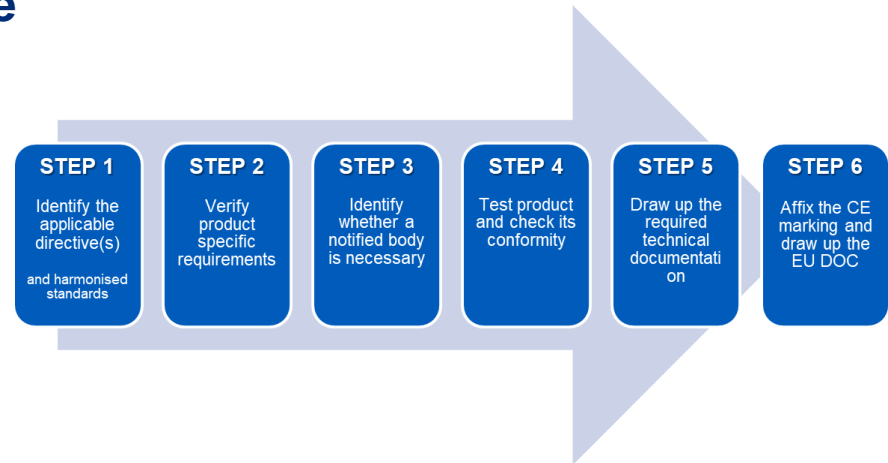 e
STEP 1
Identify the
applicable
directive(s)
and harmonised
standards
STEP 2
Verify
product
specific
requirements
STEP 3
Identify
whether a
notified body
is necessary
STEP 4
Test product
and check its
conformity
STEP 5
Draw up the
required
technical
documentati
on
STEP 6
Affix the CE
marking and
draw up the
EU DOC